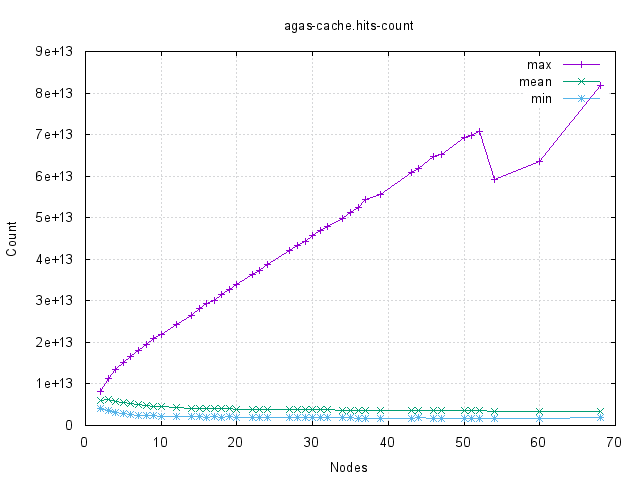 agas-cache.hits-count
9e+13
8e+13
7e+13
6e+13
5e+13
4e+13
3e+13
2e+13
1e+13
0
max
mean
min
Count
0 10 20 30 40 50 60 70
Nodes